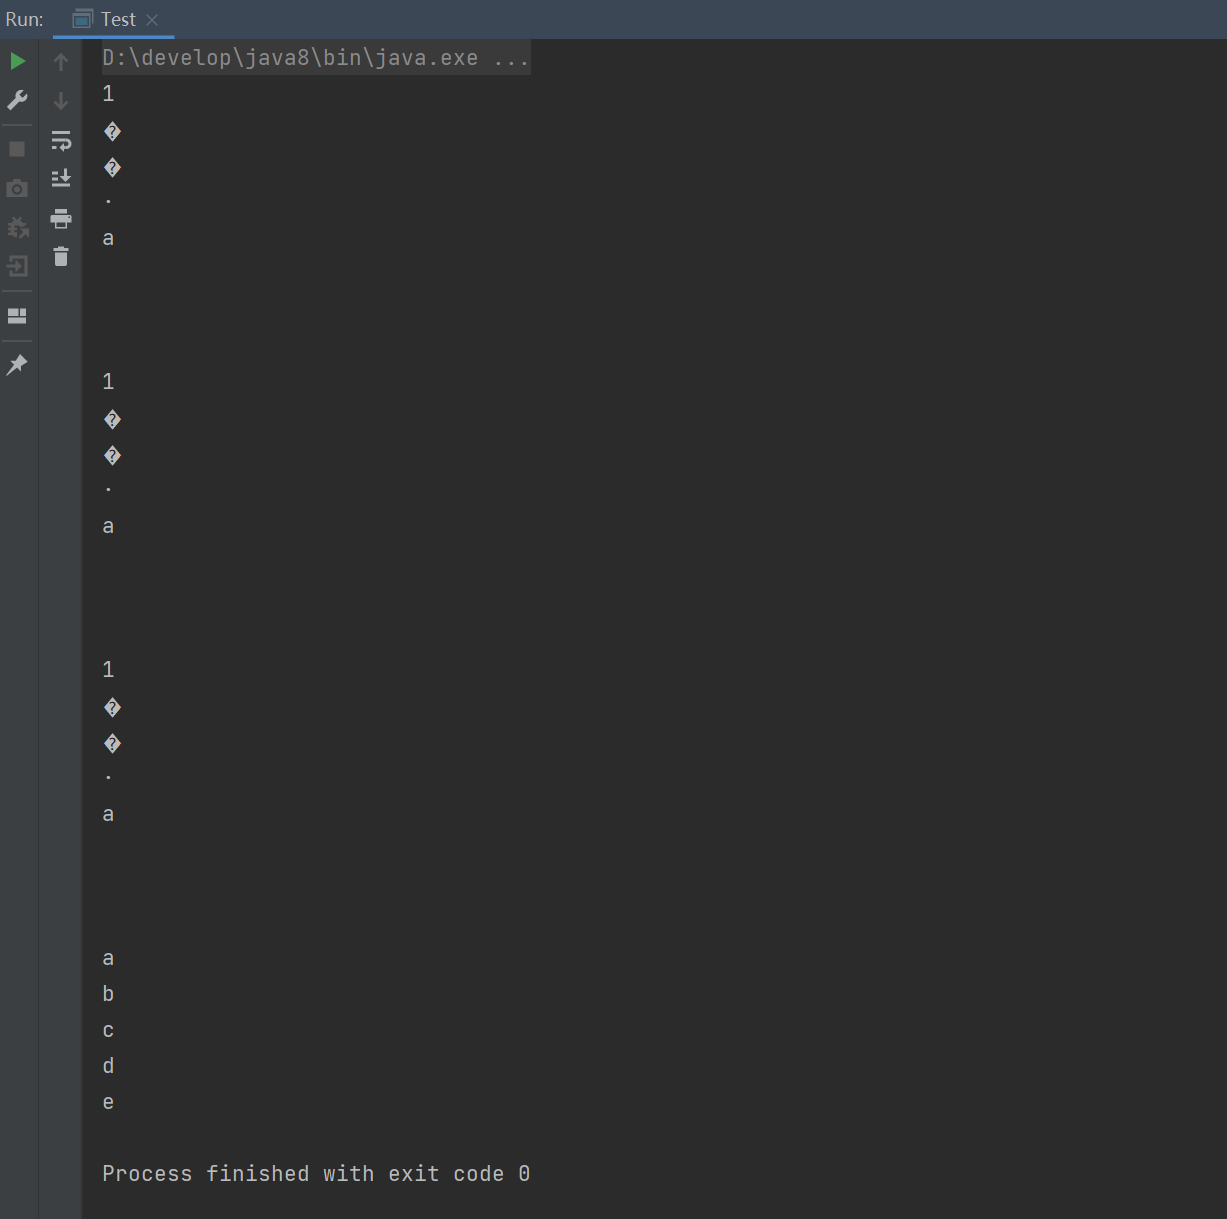 Run: Test
D:\develop\java8\bin\java.exe ...
1
�
�
.
a
1
�
�
.
a
1
�
�
.
a
a
b
c
d
e
Process finished with exit code 0